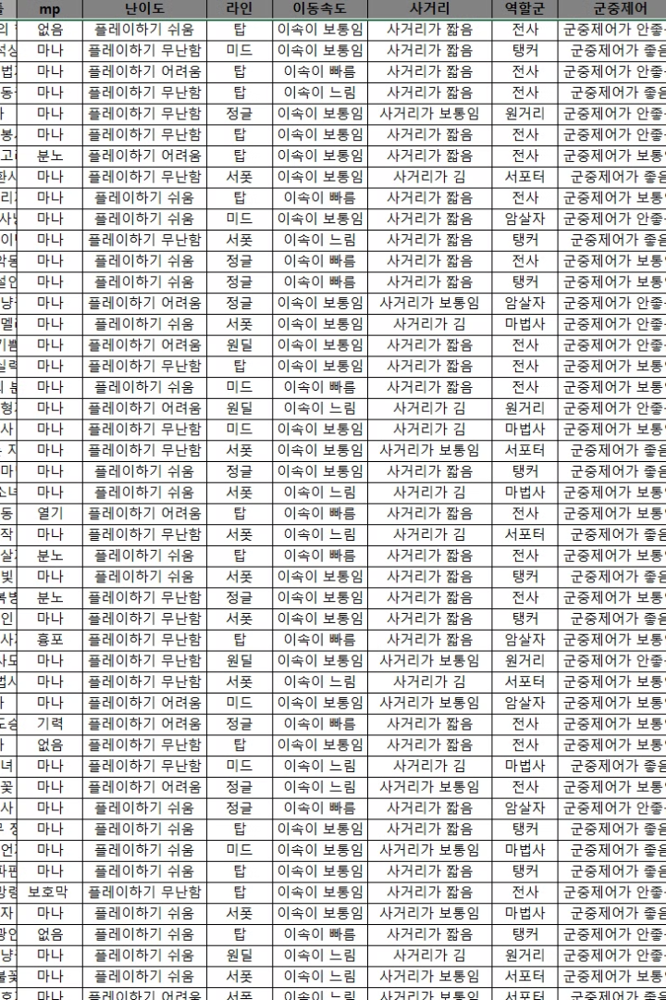 mp 난이도 라인 이동속도 사거리 역할군 군중제어
없음 플레이하기 쉬움 탑 이속이 보통임 사거리가 짧음 전사 군중제어가 안좋
마나 플레이하기 무난함 미드 이속이 보통임 사거리가 짧음 탱커 군중제어가 좋음
마나 플레이하기 어려움 탑 이속이 빠름 사거리가 짧음 전사 군중제어가 안좋
마나 플레이하기 무난함 탑 이속이 느림 사거리가 짧음 전사 군중제어가 좋음
마나 플레이하기 무난함 정글 이속이 보통임 사거리가 보통임 원거리 군중제어가 안좋
마나 플레이하기 무난함 탑 이속이 보통임 사거리가 짧음 전사 군중제어가 안좋
분노 플레이하기 어려움 탑 이속이 보통임 사거리가 짧음 전사 군중제어가 보통
마나 플레이하기 쉬움 서폿 이속이 보통임 사거리가 김 서포터 군중제어가 좋음
마나 플레이하기 쉬움 탑 이속이 빠름 사거리가 짧음 전사 군중제어가 보통
마나 플레이하기 쉬움 미드 이속이 보통임 사거리가 짧음 암살자 군중제어가 안좋
마나 플레이하기 무난함 서폿 이속이 느림 사거리가 짧음 탱커 군중제어가 좋음
마나 플레이하기 쉬움 정글 이속이 빠름 사거리가 짧음 전사 군중제어가 보통
마나 플레이하기 쉬움 정글 이속이 빠름 사거리가 짧음 탱커 군중제어가 보통
마나 플레이하기 어려움 정글 이속이 보통임 사거리가 보통임 암살자 군중제어가 안좋
마나 플레이하기 쉬움 서폿 이속이 보통임 사거리가 김 마법사 군중제어가 안좋
마나 플레이하기 어려움 원딜 이속이 보통임 사거리가 짧음 전사 군중제어가 안좋
마나 플레이하기 무난함 탑 이속이 보통임 사거리가 짧음 전사 군중제어가 보통
마나 플레이하기 쉬움 미드 이속이 빠름 사거리가 짧음 전사 군중제어가 보통
마나 플레이하기 어려움 원딜 이속이 느림 사거리가 김 원거리 군중제어가 안좋
마나 플레이하기 무난함 미드 이속이 보통임 사거리가 김 마법사 군중제어가 보통
마나 플레이하기 무난함 서폿 이속이 보통임 사거리가 보통임 서포터 군중제어가 좋음
마나 플레이하기 쉬움 정글 이속이 보통임 사거리가 짧음 탱커 군중제어가 좋음
마나 플레이하기 쉬움 서폿 이속이 느림 사거리가 김 마법사 군중제어가 보통
열기 플레이하기 어려움 탑 이속이 빠름 사거리가 짧음 전사 군중제어가 보통
마나 플레이하기 무난함 서폿 이속이 느림 사거리가 김 서포터 군중제어가 좋음
분노 플레이하기 쉬움 탑 이속이 빠름 사거리가 짧음 전사 군중제어가 보통
마나 플레이하기 쉬움 서폿 이속이 보통임 사거리가 짧음 탱커 군중제어가 좋음
분노 플레이하기 무난함 정글 이속이 보통임 사거리가 짧음 전사 군중제어가 보통
마나 플레이하기 무난함 서폿 이속이 보통임 사거리가 짧음 탱커 군중제어가 좋음
흉포 플레이하기 무난함 탑 이속이 빠름 사거리가 짧음 암살자 군중제어가 보통
마나 플레이하기 무난함 원딜 이속이 보통임 사거리가 보통임 원거리 군중제어가 안좋
마나 플레이하기 무난함 서폿 이속이 느림 사거리가 김 서포터 군중제어가 보통
마나 플레이하기 어려움 미드 이속이 보통임 사거리가 보통임 암살자 군중제어가 보통
기력 플레이하기 어려움 정글 이속이 빠름 사거리가 짧음 전사 군중제어가 보통
없음 플레이하기 무난함 탑 이속이 보통임 사거리가 짧음 전사 군중제어가 보통
마나 플레이하기 무난함 미드 이속이 느림 사거리가 김 마법사 군중제어가 좋음
마나 플레이하기 어려움 정글 이속이 느림 사거리가 보통임 전사 군중제어가 보통
마나 플레이하기 쉬움 정글 이속이 빠름 사거리가 짧음 암살자 군중제어가 안좋
마나 플레이하기 쉬움 탑 이속이 보통임 사거리가 짧음 탱커 군중제어가 좋음
마나 플레이하기 쉬움 미드 이속이 보통임 사거리가 보통임 마법사 군중제어가 좋음
마나 플레이하기 쉬움 탑 이속이 보통임 사거리가 짧음 탱커 군중제어가 좋음
보호막 플레이하기 무난함 탑 이속이 보통임 사거리가 짧음 전사 군중제어가 안좋
마나 플레이하기 쉬움 서폿 이속이 보통임 사거리가 보통임 마법사 군중제어가 좋음
없음 플레이하기 쉬움 탑 이속이 빠름 사거리가 짧음 탱커 군중제어가 안좋
마나 플레이하기 쉬움 원딜 이속이 느림 사거리가 김 원거리 군중제어가 안좋
마나 플레이하기 쉬움 서폿 이속이 느림 사거리가 보통임 서포터 군중제어가 보통
마나 플레이하기 어려움 서폿 이속이 느림 사거리가 보통임 서포터 군중제어가 좋음